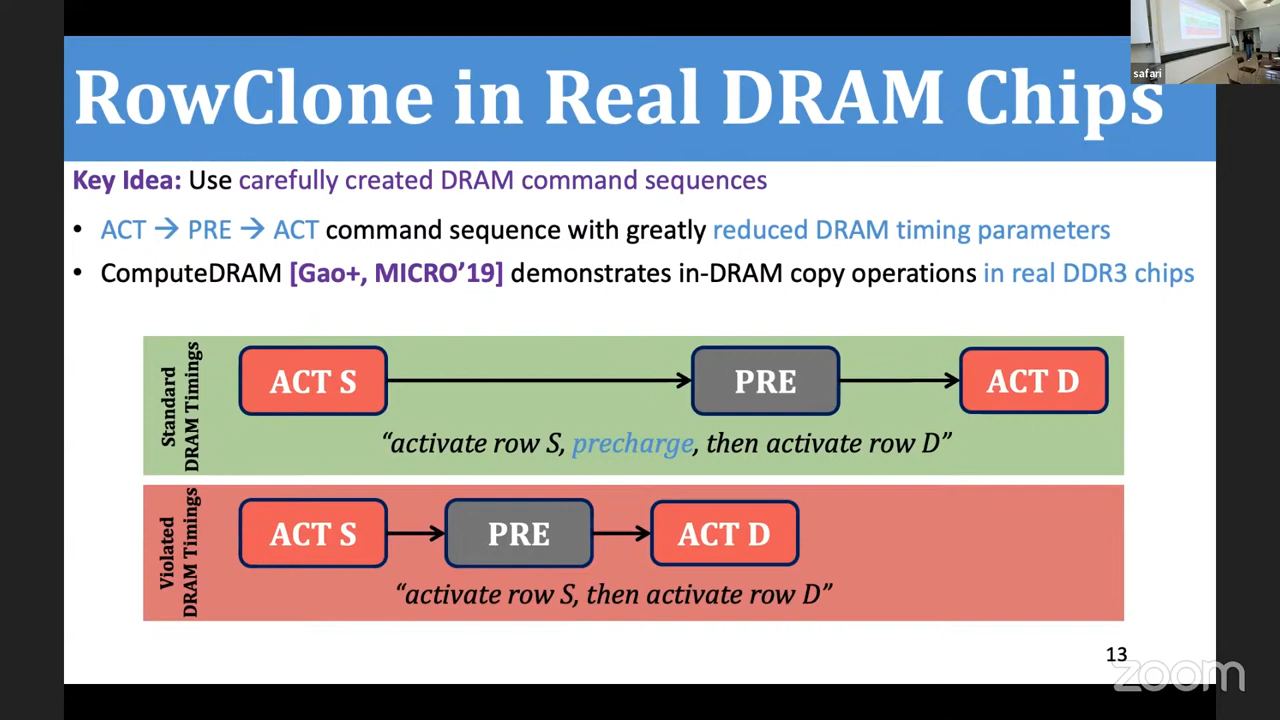 safari
RowClone in Real DRAM Chips
Key Idea: Use carefully created DRAM command sequences
• ACT → PRE → ACT command sequence with greatly reduced DRAM timing parameters
• ComputeDRAM [Gao+, MICRO’19] demonstrates in-DRAM copy operations in real DDR3 chips
Standard
DRAM Timings
ACT S
PRE
ACT D
“activate row S, precharge, then activate row D”
Violated
DRAM Timings
ACT S
PRE
ACT D
“activate row S, then activate row D”
13
zoom